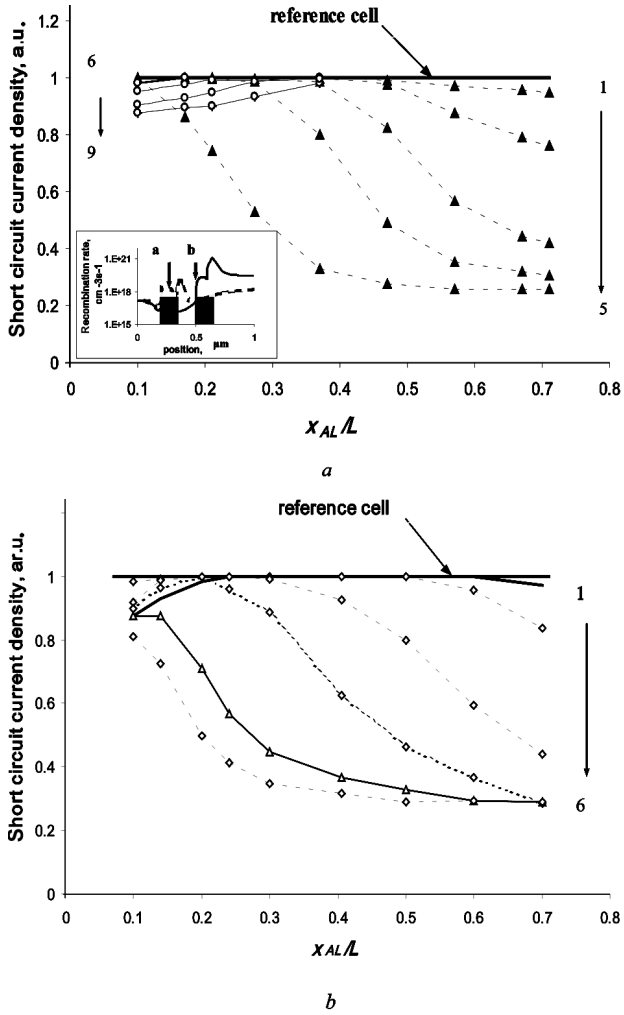 reference cell
Short circuit current density, a.u.
1.2
1
0.8
0.6
0.4
0.2
0
6
9
1
5
Recombination rate,
cm -3s-1
a
b
1.E+21
1.E+18
1.E+15
0
0.5
1
position, μm
0
0.1
0.2
0.3
0.4
0.5
0.6
0.7
0.8
x AL /L
a
reference cell
Short circuit current density, ar.u.
1
0.8
0.6
0.4
0.2
0
1
6
0
0.1
0.2
0.3
0.4
0.5
0.6
0.7
0.8
x AL /L
b